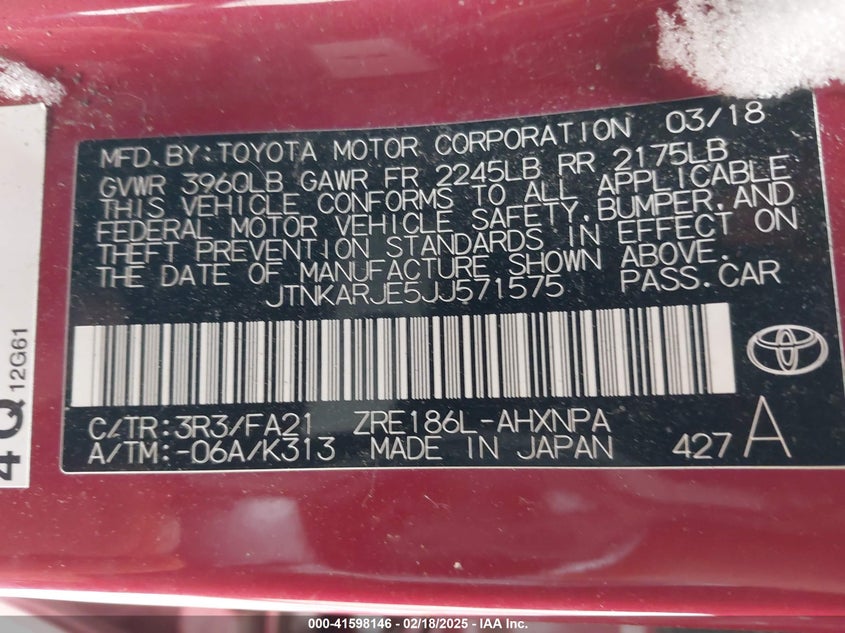 MFD.BY:TOYOTA MOTOR CORPORATION 03/18
GVWR 3960LB GAWR FR 2245LB RR 2175LB
THIS VEHICLE CONFORMS TO ALL APPLICABLE
FEDERAL MOTOR VEHICLE SAFETY,BUMPER,AND
THEFT PREVENTION STANDARDS IN EFFECT ON
THE DATE OF MANUFACTURE SHOWN ABOVE.
JTNKARJE5JJ571575 PASS.CAR
C/TR:3R3/FA21 ZRE186L-AHXNPA
A/TM:-06A/K313 MADE IN JAPAN 427 A
4Q 12G61
000-41598146 - 02/18/2025 - IAA Inc.